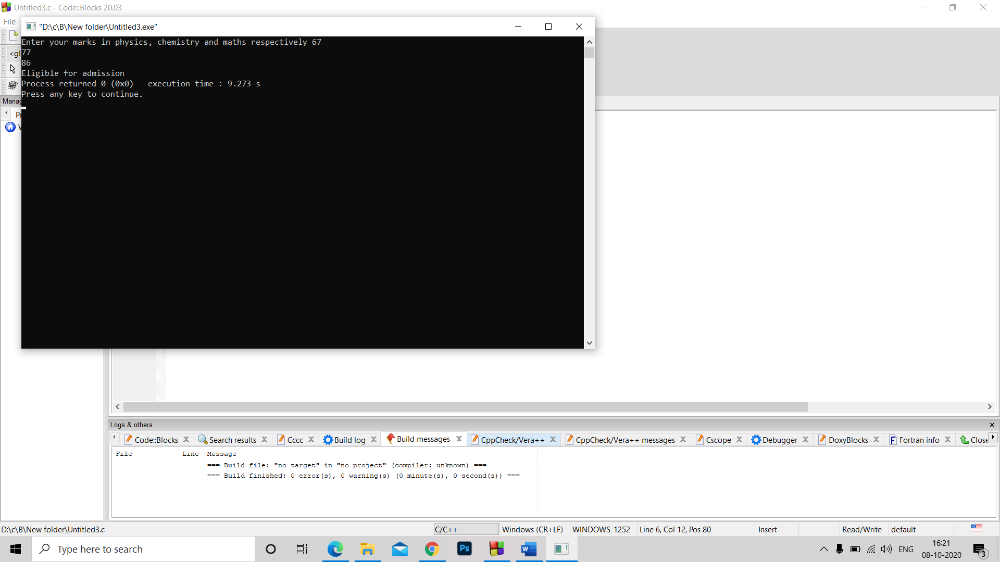 Untitled3.c - Code::Blocks 20.03
File
"D:\c\B\New folder\Untitled3.exe"
Enter your marks in physics, chemistry and maths respectively 67
77
86
Eligible for admission
Process returned 0 (0x0)   execution time : 9.273 s
Press any key to continue.
Logs & others
Code::Blocks
Search results
Cccc
Build log
Build messages
CppCheck/Vera++
CppCheck/Vera++ messages
Cscope
Debugger
DoxyBlocks
Fortran info
Close
File Line Message
=== Build file: "no target" in "no project" (compiler: unknown) ===
=== Build finished: 0 error(s), 0 warning(s) (0 minute(s), 0 second(s)) ===
D:\c\B\New folder\Untitled3.c
C/C++
Windows (CR+LF)
WINDOWS-1252
Line 6, Col 12, Pos 80
Insert
Read/Write
default
Type here to search
Ps
W
ENG
16:21
08-10-2020
3